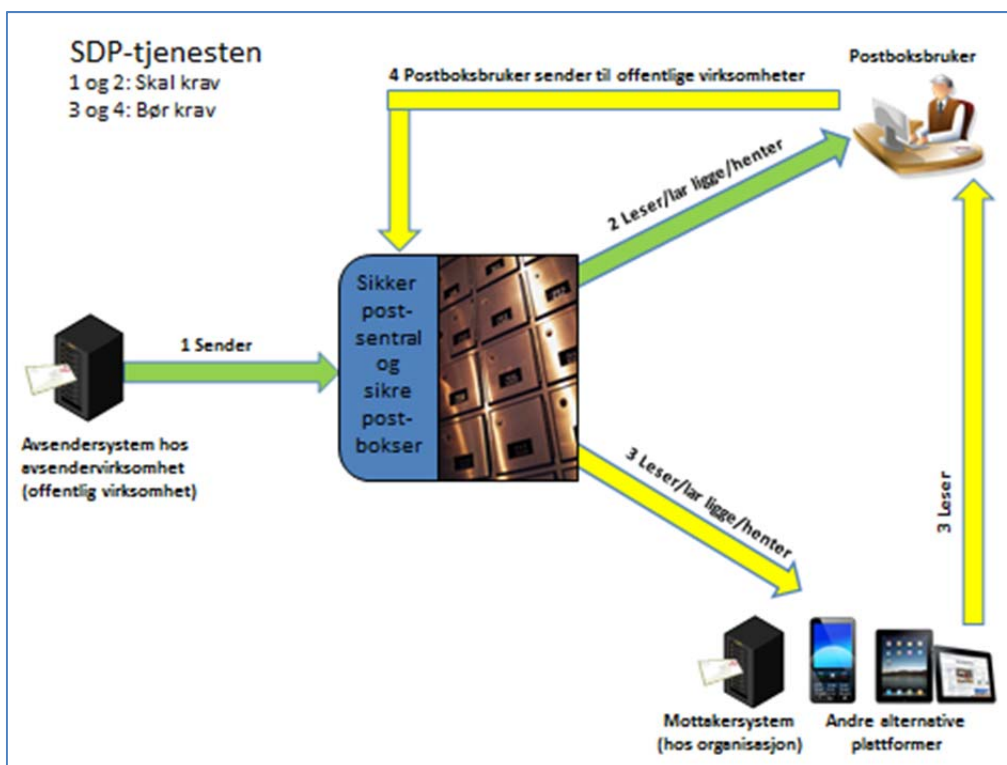 SDP-tjenesten
1 og 2: Skal krav
3 og 4: Bør krav
Postboksbruker
4 Postboksbruker sender til offentlige virksomheter
2 Leser/lar ligge/henter
Sikker
post-
sentral
og
sikre
post-
bokser
1 Sender
Avsendersystem hos
avsendervirksomhet
(offentlig virksomhet)
3 Leser/lar ligge/henter
3 Leser
Mottakersystem
(hos organisasjon)
Andre alternative
plattformer